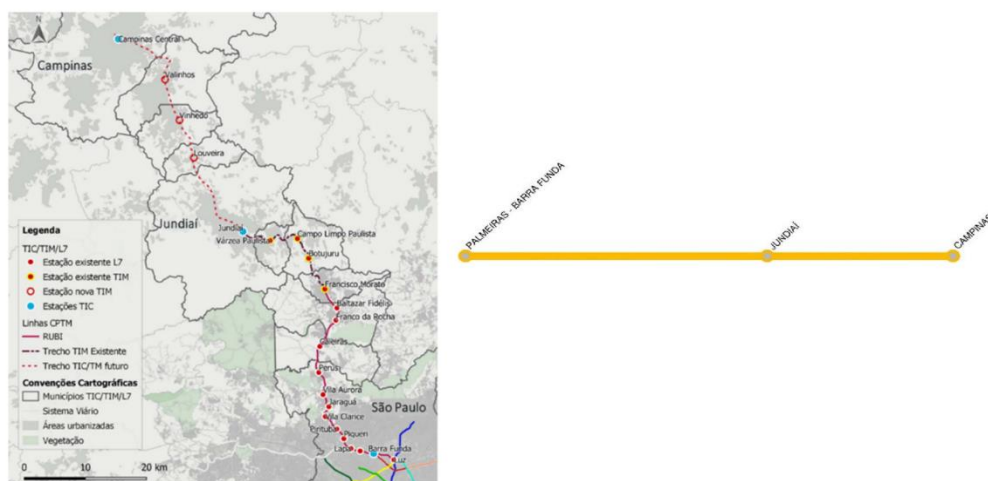 N
Campinas Central
Campinas
Valinhos
Vinhedo
Louveira
Jundiaí
Jundiaí
Várzea Paulista
Campo Limpo Paulista
Botujuru
Francisco Morato
Baltazar Fidélis
Franco da Rocha
Caieiras
Perus
Vila Aurora
Jaraguá
Vila Clarice
São Paulo
Pirituba
Piqueri
Lapa
Barra Funda
Luz
Legenda
TIC/TIM/L7
Estação existente L7
Estação existente TIM
Estação nova TIM
Estações TIC
Linhas CPTM
RUBI
Trecho TIM Existente
Trecho TIC/TM futuro
Convenções Cartográficas
Municípios TIC/TIM/L7
Sistema Viário
Áreas urbanizadas
Vegetação
0 10 20 km
PALMEIRAS - BARRA FUNDA
JUNDIAÍ
CAMPINAS